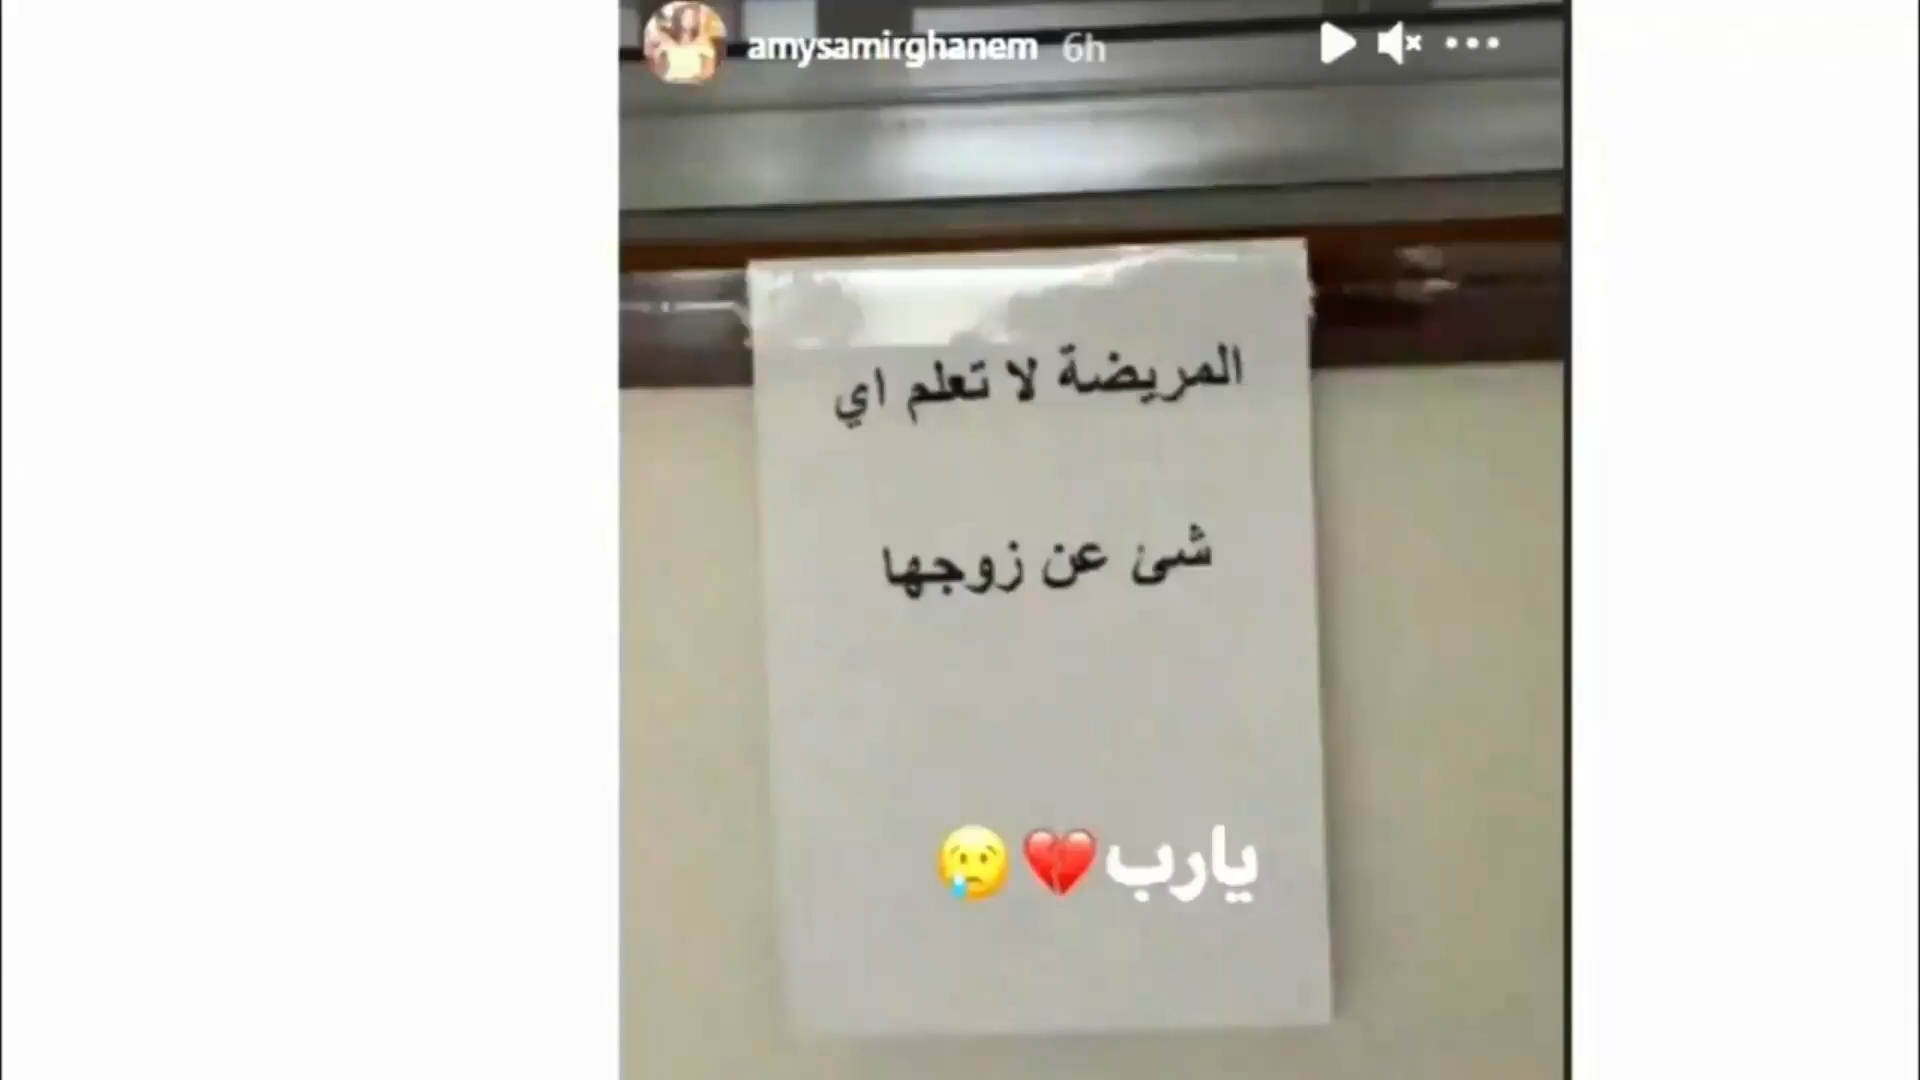 amysamirghanem 6h
المريضة لا تعلم اي
شئ عن زوجها
يارب💔😢